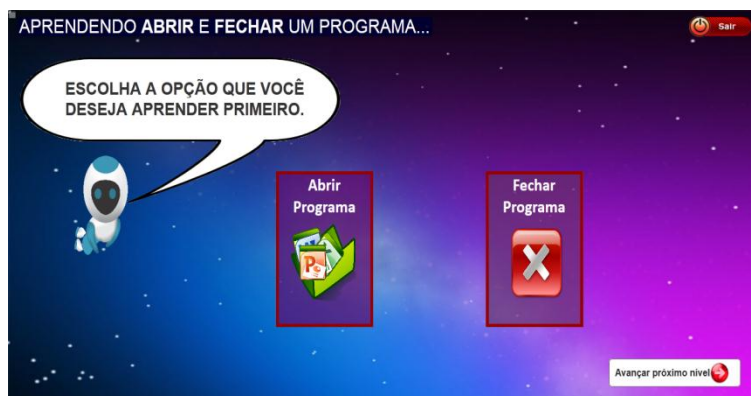 APRENDENDO ABRIR E FECHAR UM PROGRAMA...
Sair
ESCOLHA A OPÇÃO QUE VOCÊ
DESEJA APRENDER PRIMEIRO.
Abrir
Programa
Fechar
Programa
Avançar próximo nivel